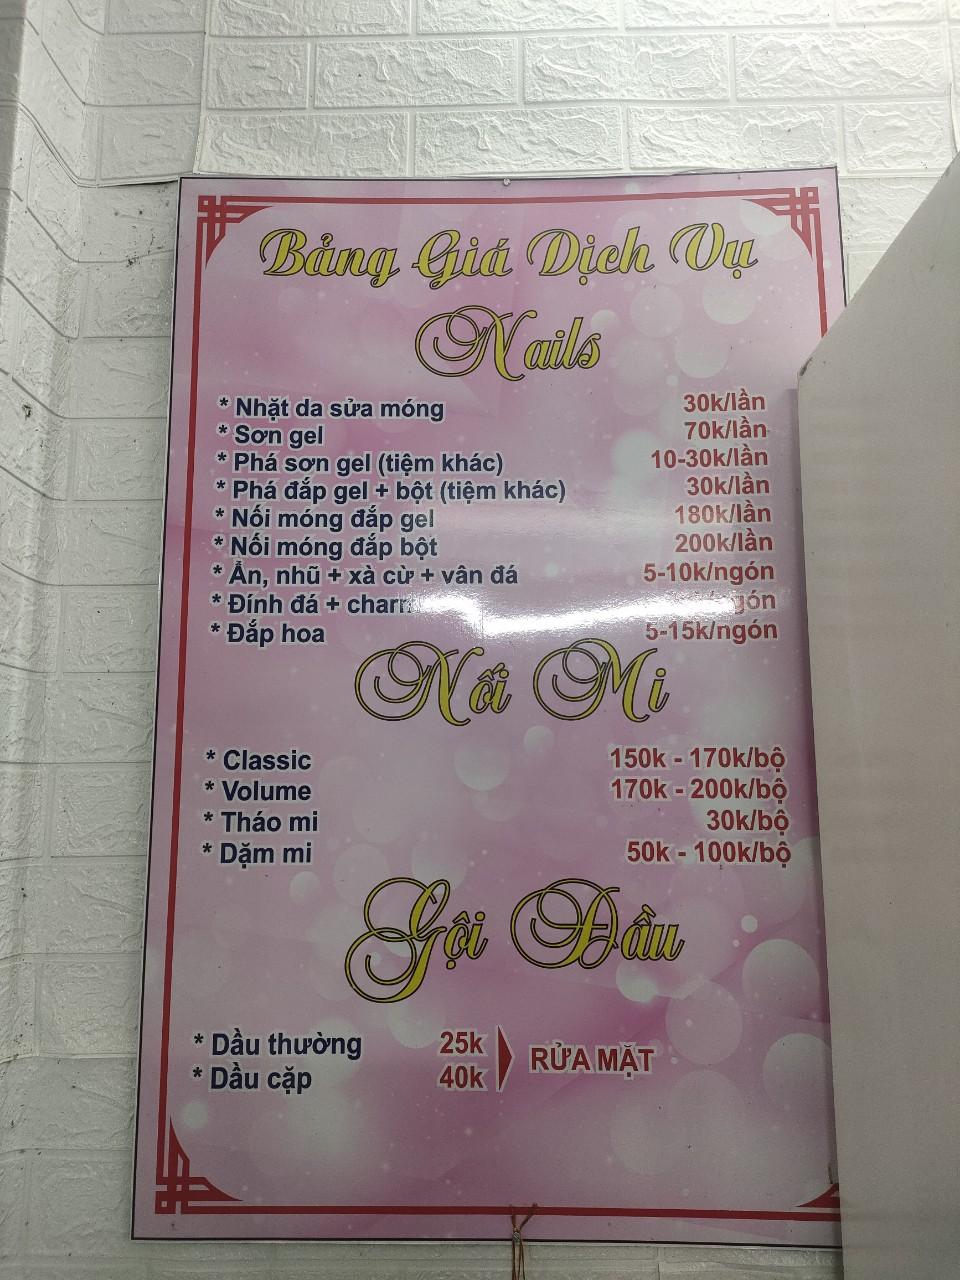 Bảng Giá Dịch Vụ
Nails
* Nhặt da sửa móng 30k/lần
* Sơn gel 70k/lần
* Phá sơn gel (tiệm khác) 10-30k/lần
* Phá đắp gel + bột (tiệm khác) 30k/lần
* Nối móng đắp gel 180k/lần
* Nối móng đắp bột 200k/lần
* Ẩn, nhũ + xà cừ + vân đá 5-10k/ngón
* Đính đá + charm
* Đắp hoa 5-15k/ngón
Nối Mi
* Classic 150k - 170k/bộ
* Volume 170k - 200k/bộ
* Tháo mi 30k/bộ
* Dặm mi 50k - 100k/bộ
Gội Đầu
* Dầu thường 25k
* Dầu cặp 40k
RỬA MẶT